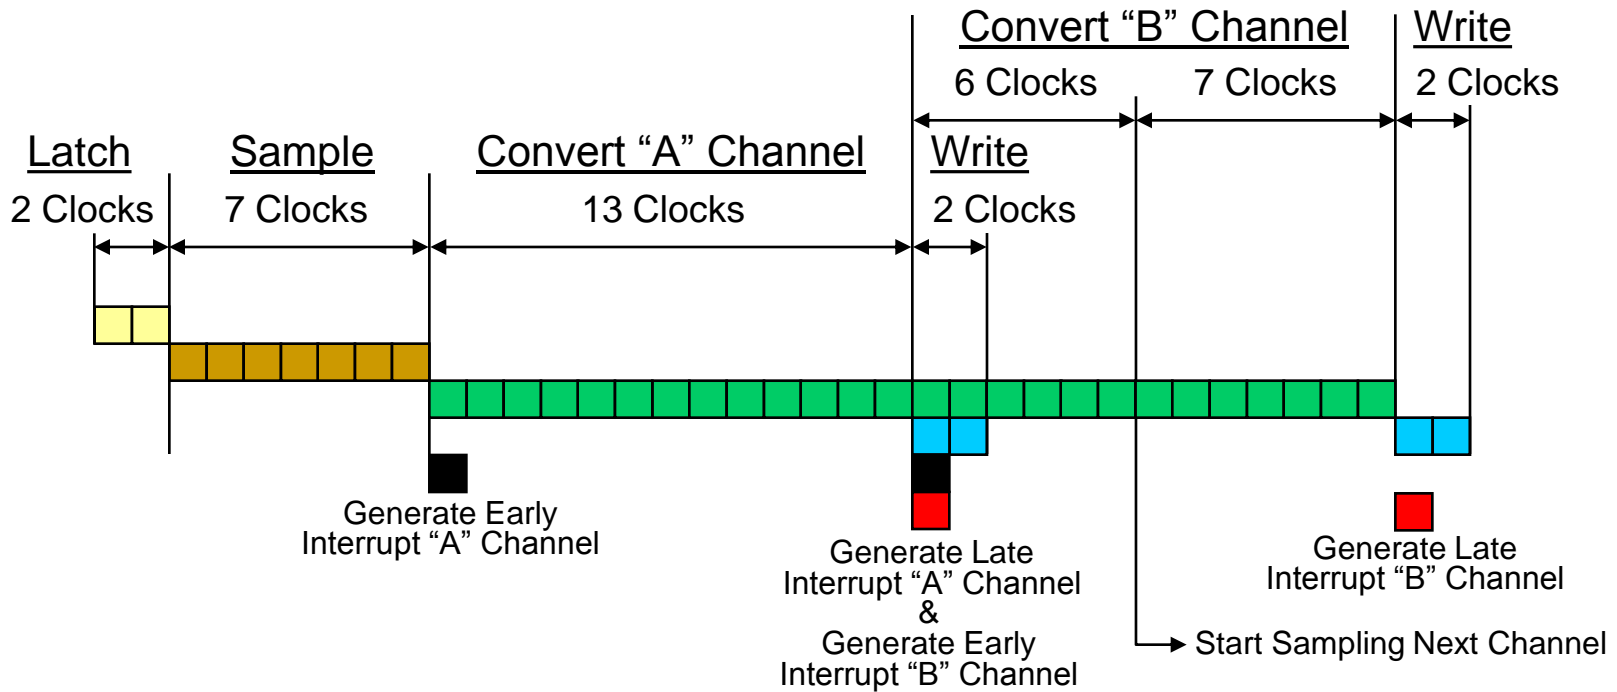 Convert “B” Channel
Write
6 Clocks
7 Clocks
2 Clocks
Latch
Sample
Convert “A” Channel
Write
2 Clocks
7 Clocks
13 Clocks
2 Clocks
Generate Early
Interrupt “A” Channel
Generate Late
Interrupt “A” Channel
&
Generate Early
Interrupt “B” Channel
Generate Late
Interrupt “B” Channel
Start Sampling Next Channel